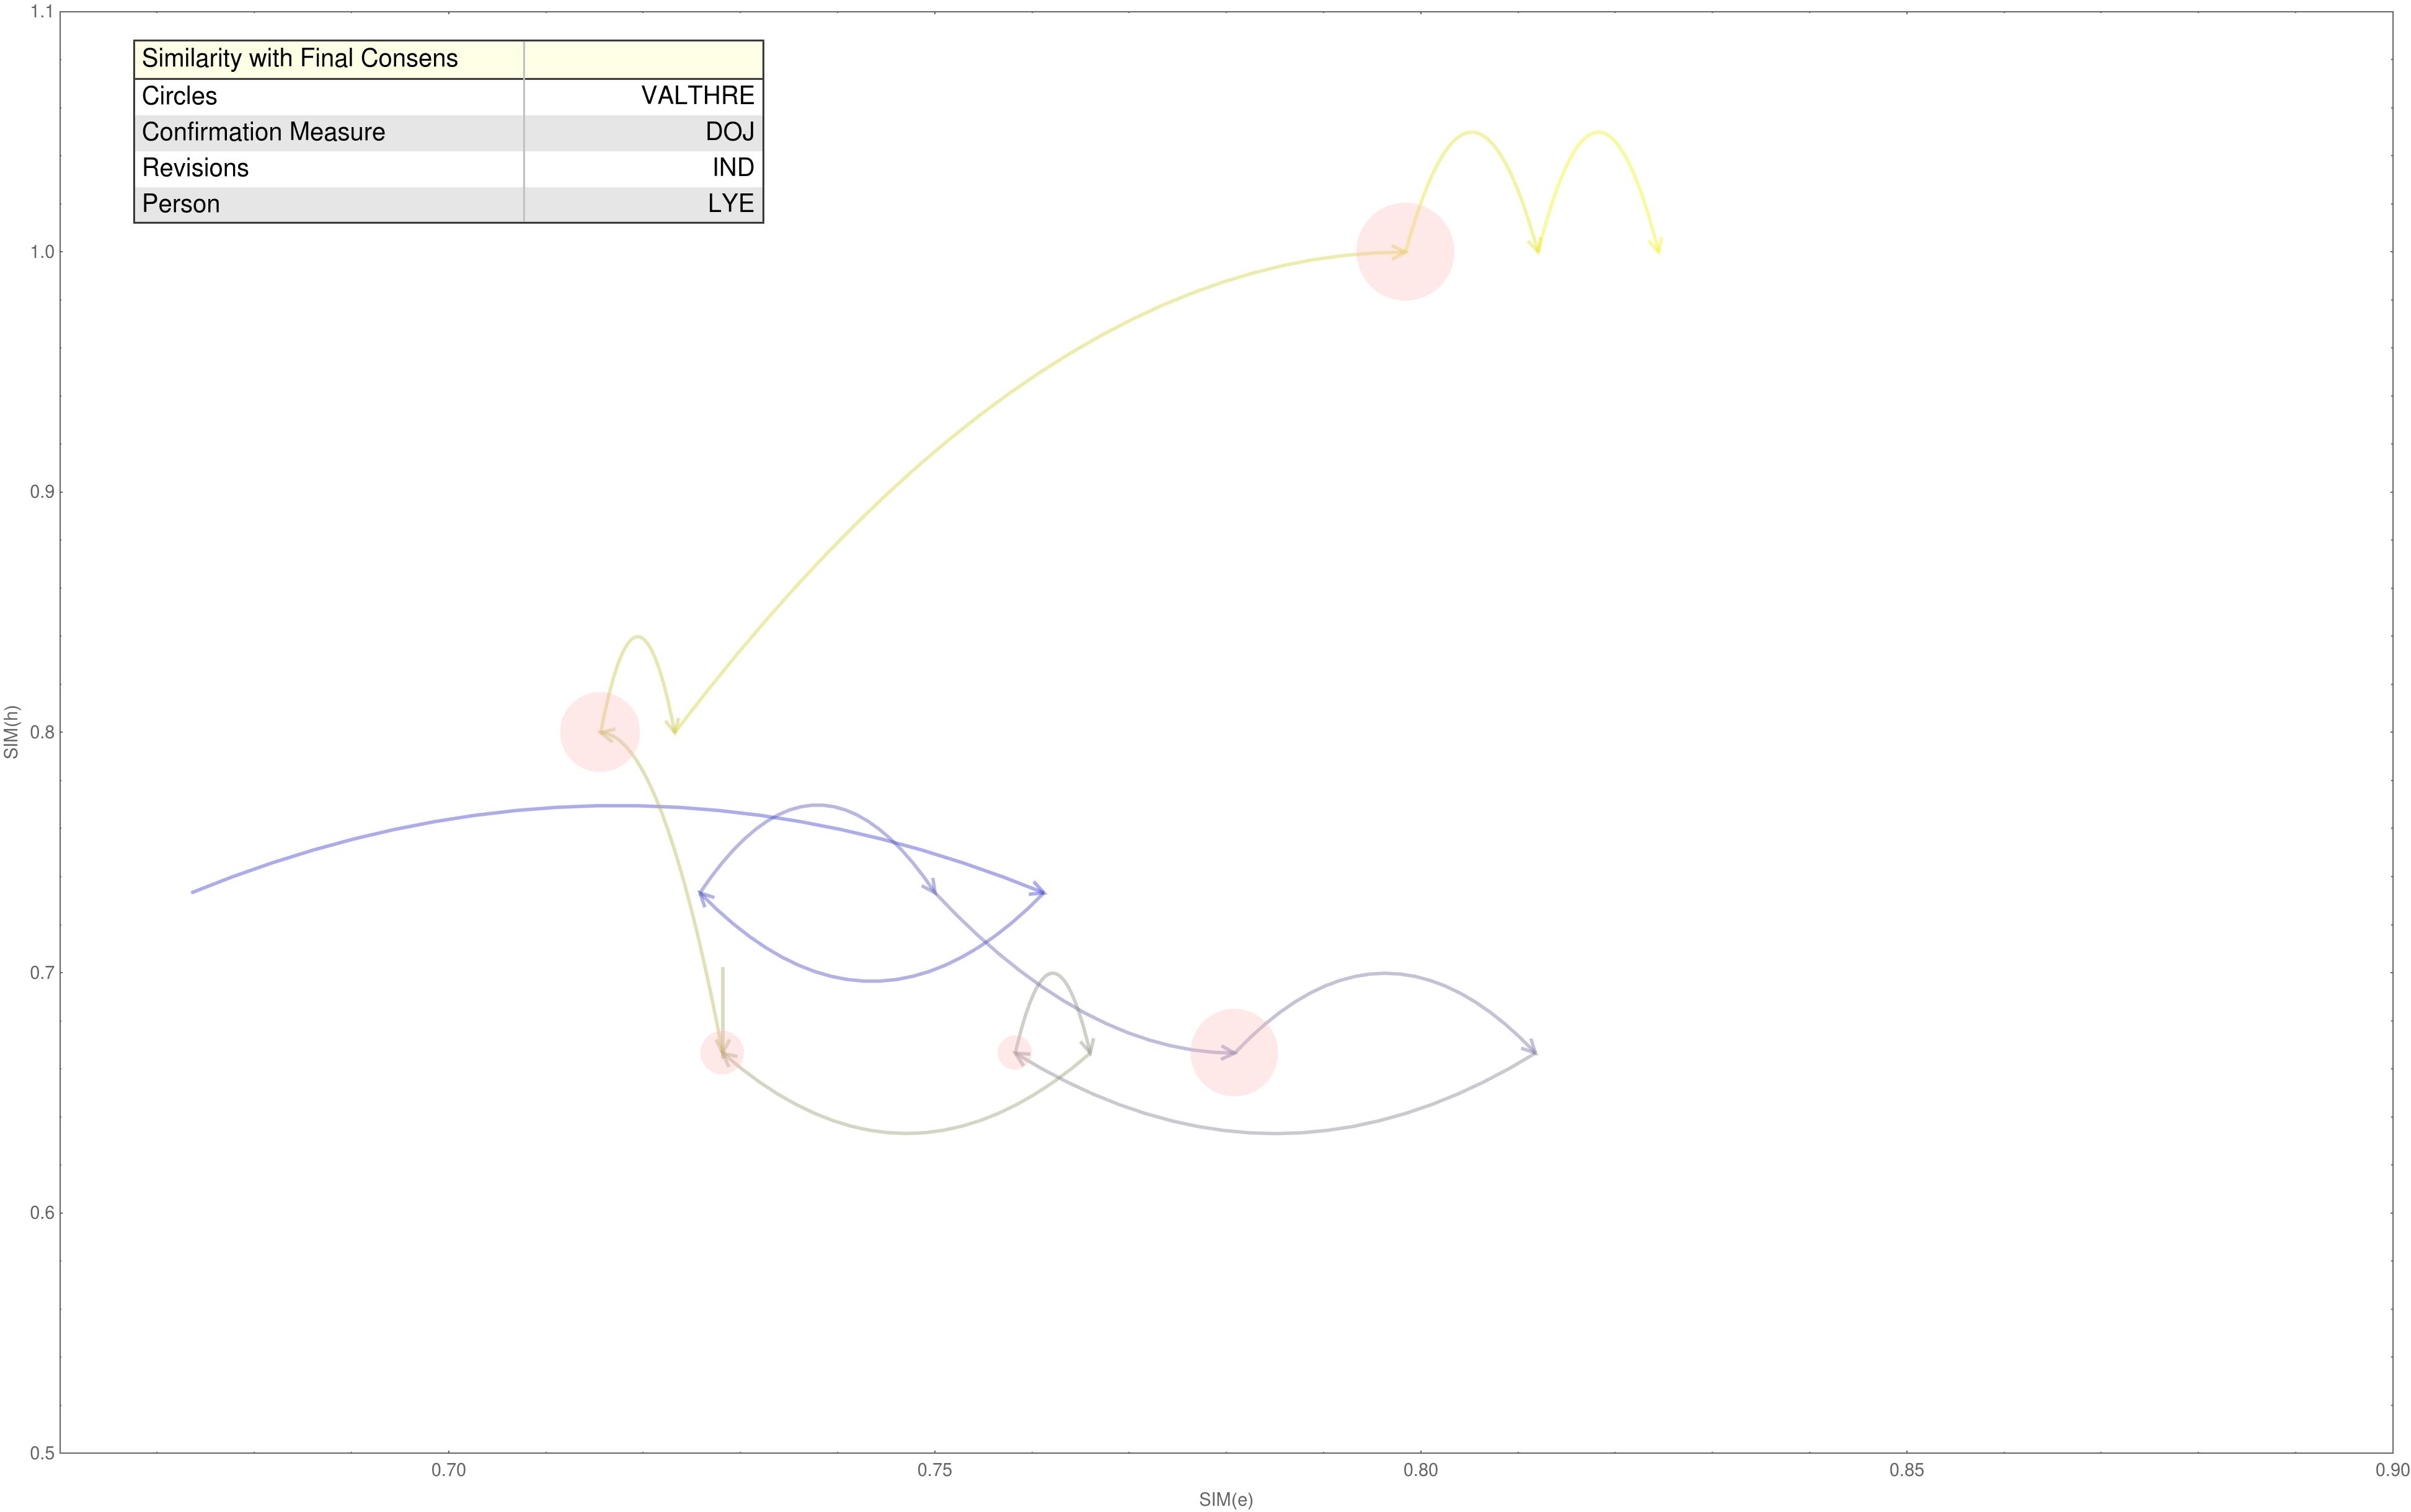 1.1
Similarity with Final Consens
Circles VALTHRE
Confirmation Measure DOJ
Revisions IND
Person LYE
1.0
0.9
0.8
SIM(h)
0.7
0.6
0.5
0.70 0.75 0.80 0.85 0.90
SIM(e)